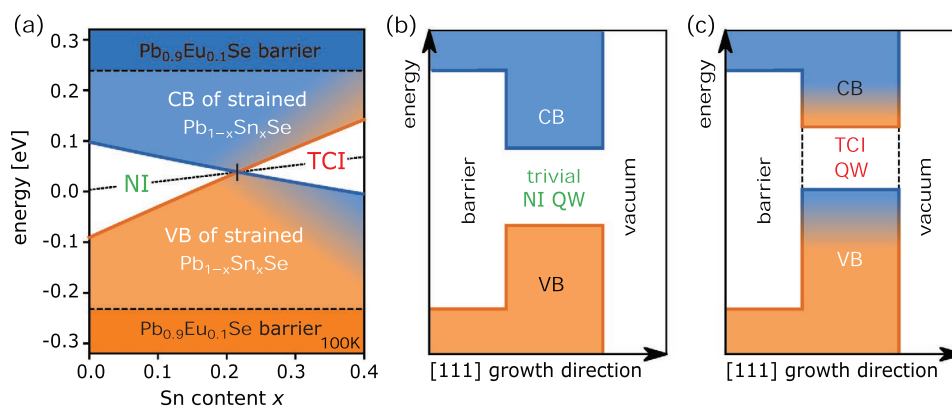 (a)
energy [eV]
0.3
0.2
0.1
0.0
-0.1
-0.2
-0.3
Pb₀.₉Eu₀.₁Se barrier
CB of strained
Pb₁₋ₓSnₓSe
NI
TCI
VB of strained
Pb₁₋ₓSnₓSe
Pb₀.₉Eu₀.₁Se barrier
100K
0.0 0.1 0.2 0.3 0.4
Sn content x
(b)
energy
CB
barrier
trivial
NI QW
vacuum
VB
[111] growth direction
(c)
energy
CB
barrier
TCI
QW
vacuum
VB
[111] growth direction